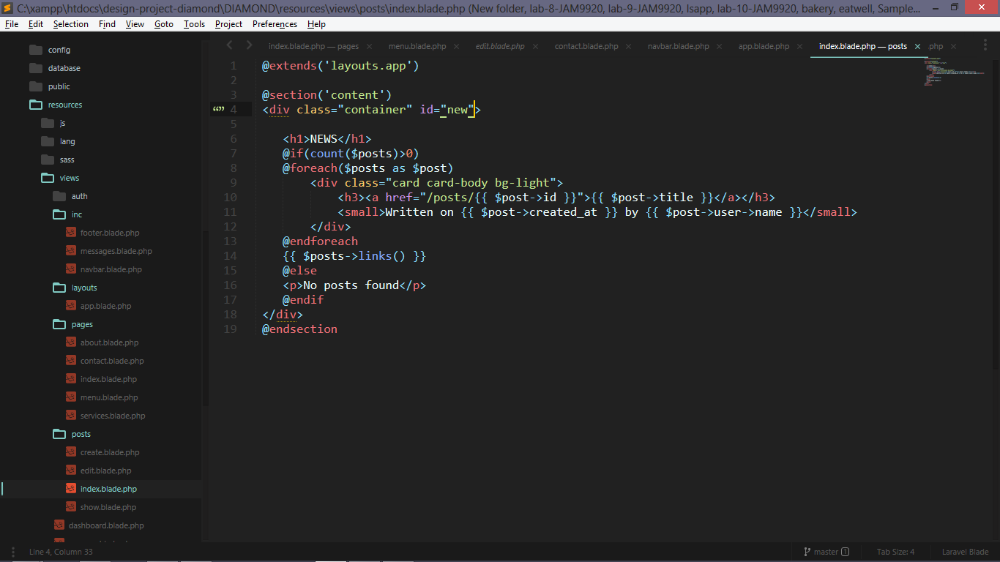 C:\xampp\htdocs\design-project-diamond\DIAMOND\resources\views\posts\index.blade.php (New folder, lab-8-JAM9920, lab-9-JAM9920, lsapp, lab-10-JAM9920, bakery, eatwell, Sample...
File Edit Selection Find View Goto Tools Project Preferences Help
config
database
public
resources
js
lang
sass
views
auth
inc
footer.blade.php
messages.blade.php
navbar.blade.php
layouts
app.blade.php
pages
about.blade.php
contact.blade.php
index.blade.php
menu.blade.php
services.blade.php
posts
create.blade.php
edit.blade.php
index.blade.php
show.blade.php
dashboard.blade.php
index.blade.php — pages menu.blade.php edit.blade.php contact.blade.php navbar.blade.php app.blade.php index.blade.php — posts .php
1 @extends('layouts.app')
2
3 @section('content')
4 <div class="container" id="new">
5
6 <h1>NEWS</h1>
7 @if(count($posts)>0)
8 @foreach($posts as $post)
9 <div class="card card-body bg-light">
10 <h3><a href="/posts/{{ $post->id }}">{{ $post->title }}</a></h3>
11 <small>Written on {{ $post->created_at }} by {{ $post->user->name }}</small>
12 </div>
13 @endforeach
14 {{ $posts->links() }}
15 @else
16 <p>No posts found</p>
17 @endif
18 </div>
19 @endsection
Line 4, Column 33 master 1 Tab Size: 4 Laravel Blade